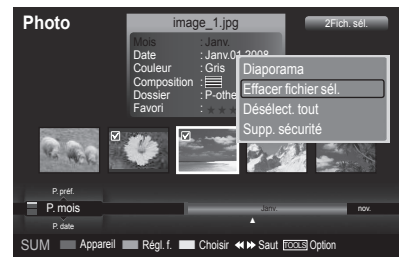 Photo
image_1.jpg
2Fich. sél.
Mois : Janv.
Date : Janv.01.2008
Couleur : Gris
Composition :
Dossier : P-othe
Favori : ★★★
Diaporama
Effacer fichier sél.
Désélect. tout
Supp. sécurité
P. préf.
P. mois
Janv.
nov.
P. date
SUM Appareil Régl. f. Choisir Saut TOOLS Option